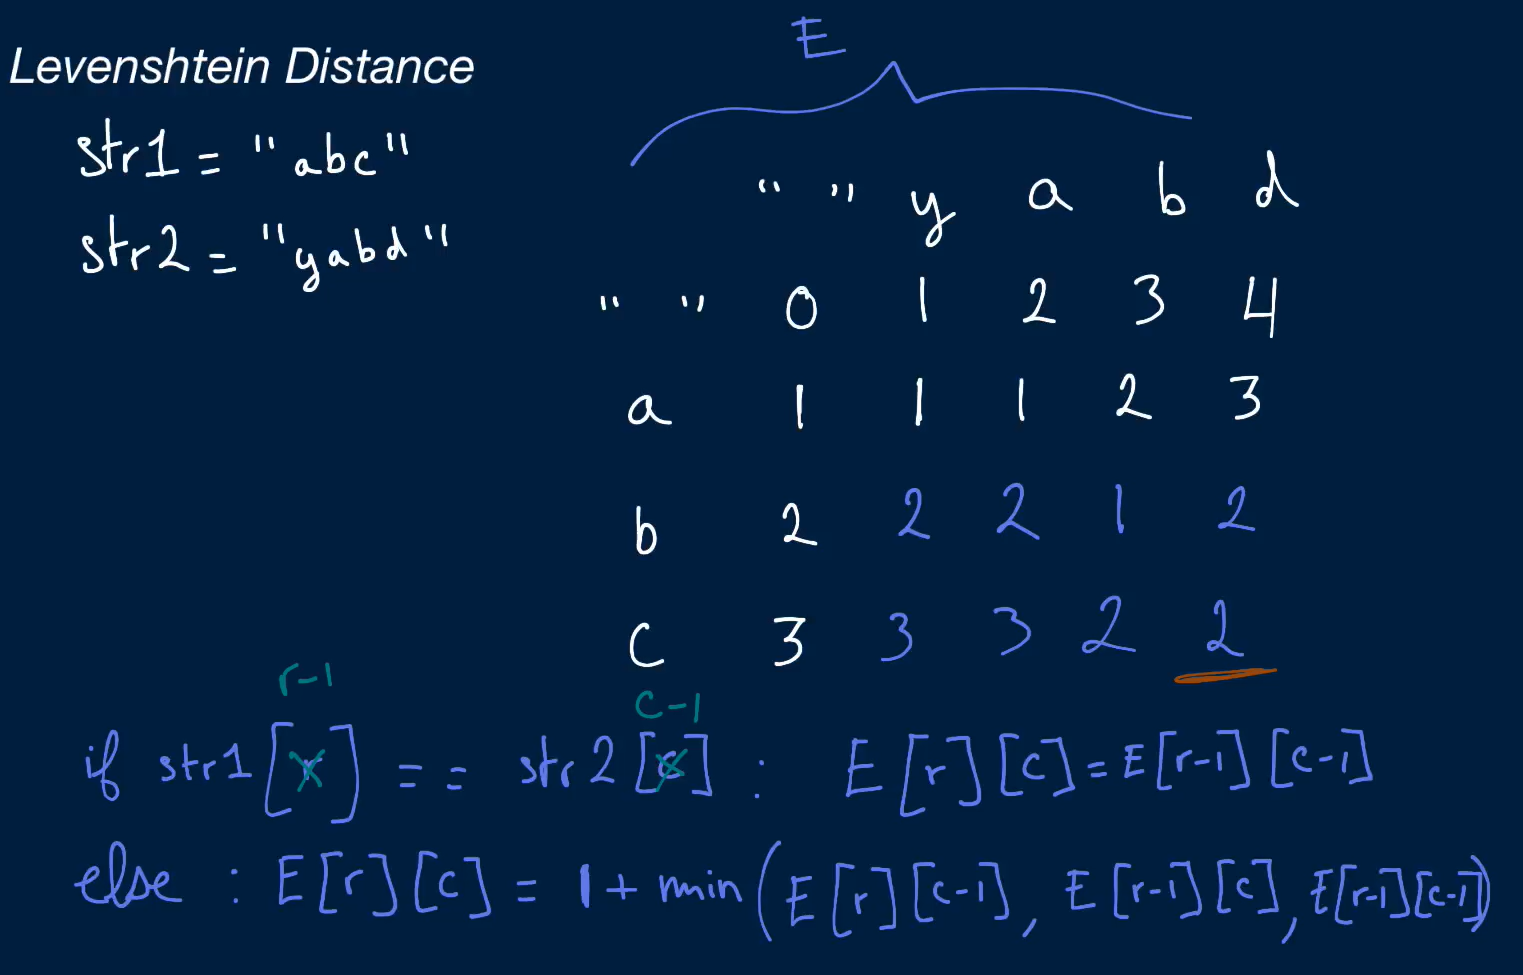 E
Levenshtein Distance
str1 = "abc"
str2 = "yabd"
" " y a b d
" " 0 1 2 3 4
a 1 1 1 2 3
b 2 2 2 1 2
c 3 3 3 2 2
r-1 c-1
if str1[r] == str2[c] : E[r][c] = E[r-1][c-1]
else : E[r][c] = 1 + min(E[r][c-1], E[r-1][c], E[r-1][c-1])